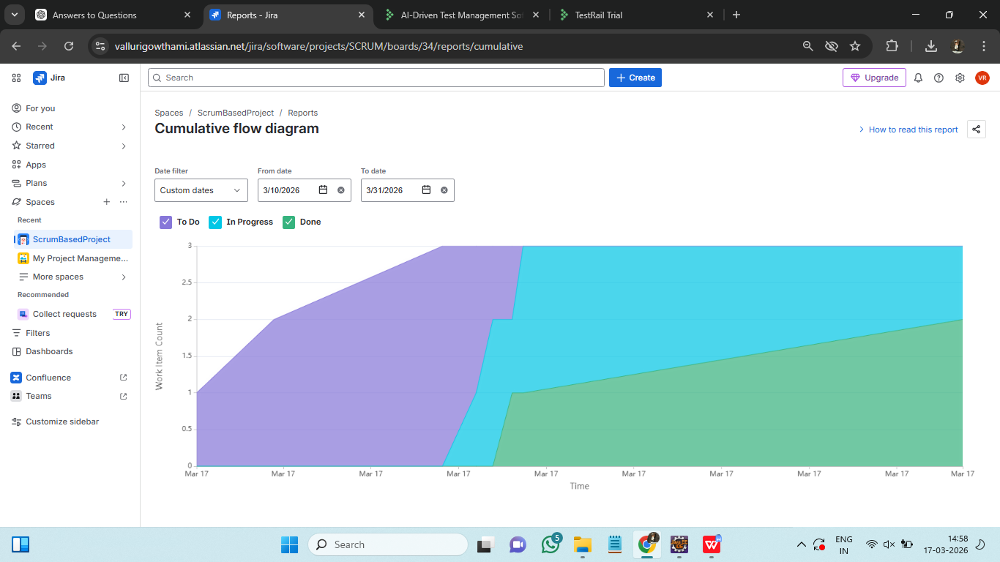 Answers to Questions
Reports - Jira
AI-Driven Test Management So
TestRail Trial
vallurigowthami.atlassian.net/jira/software/projects/SCRUM/boards/34/reports/cumulative
Jira
Search
Create
Upgrade
VR
For you
Recent
Starred
Apps
Plans
Spaces
Recent
ScrumBasedProject
My Project Manageme...
More spaces
Recommended
Collect requests
TRY
Filters
Dashboards
Confluence
Teams
Customize sidebar
Spaces / ScrumBasedProject / Reports
Cumulative flow diagram
How to read this report
Date filter
From date
To date
Custom dates
3/10/2026
3/31/2026
To Do
In Progress
Done
3
2.5
2
1.5
1
0.5
0
Work Item Count
Mar 17 Mar 17 Mar 17 Mar 17 Mar 17 Mar 17 Mar 17 Mar 17 Mar 17 Mar 17
Time
Search
5
ENG
IN
14:58
17-03-2026